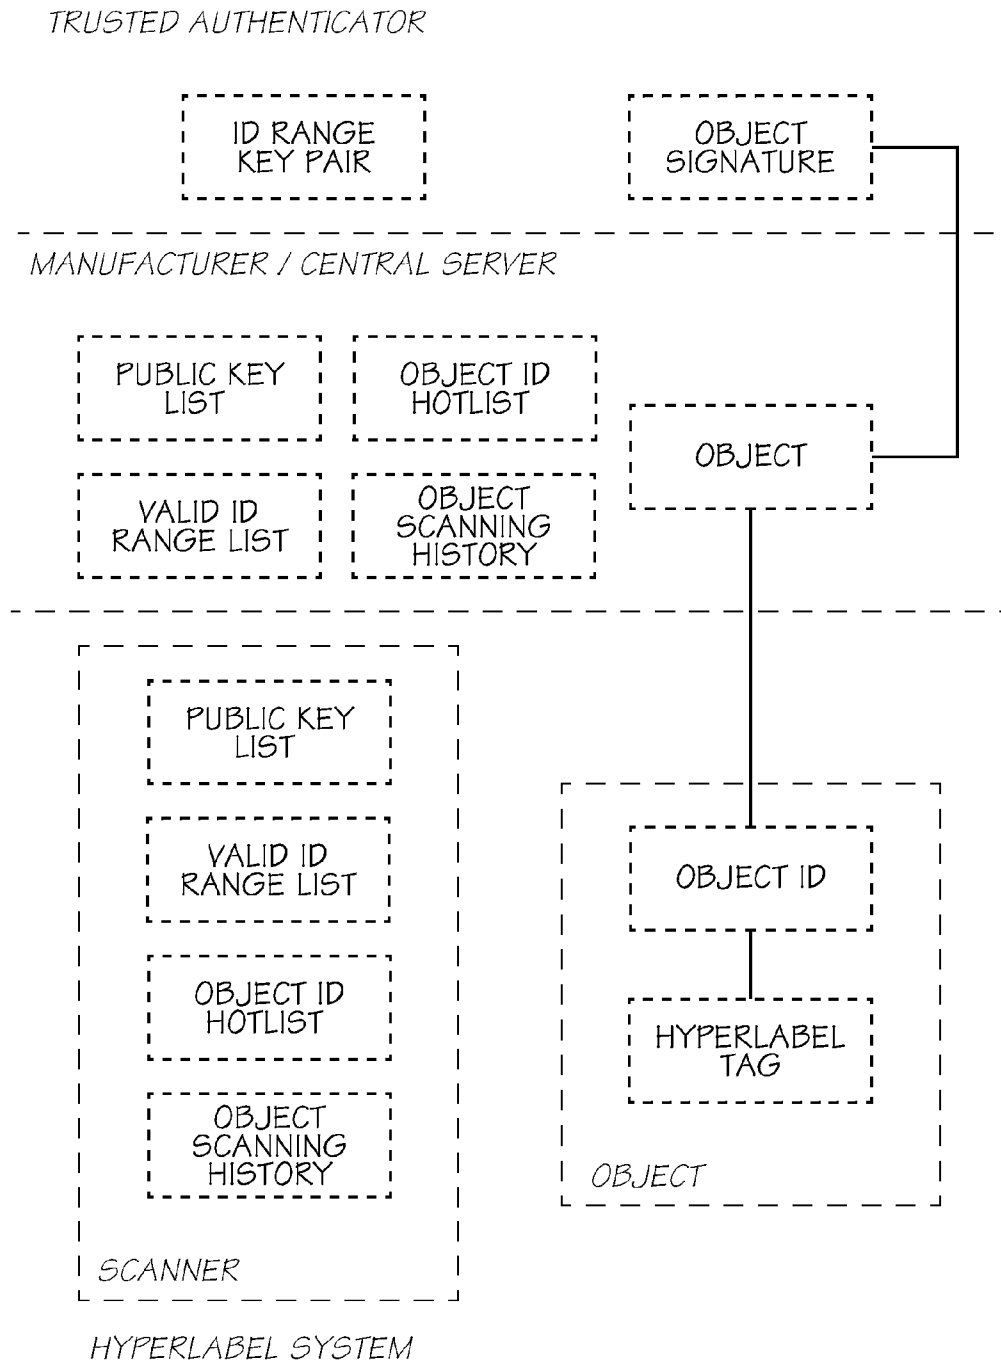 TRUSTED AUTHENTICATOR
ID RANGE
KEY PAIR
OBJECT
SIGNATURE
MANUFACTURER / CENTRAL SERVER
PUBLIC KEY
LIST
OBJECT ID
HOTLIST
OBJECT
VALID ID
RANGE LIST
OBJECT
SCANNING
HISTORY
PUBLIC KEY
LIST
VALID ID
RANGE LIST
OBJECT ID
HOTLIST
OBJECT
SCANNING
HISTORY
SCANNER
OBJECT ID
HYPERLABEL
TAG
OBJECT
HYPERLABEL SYSTEM